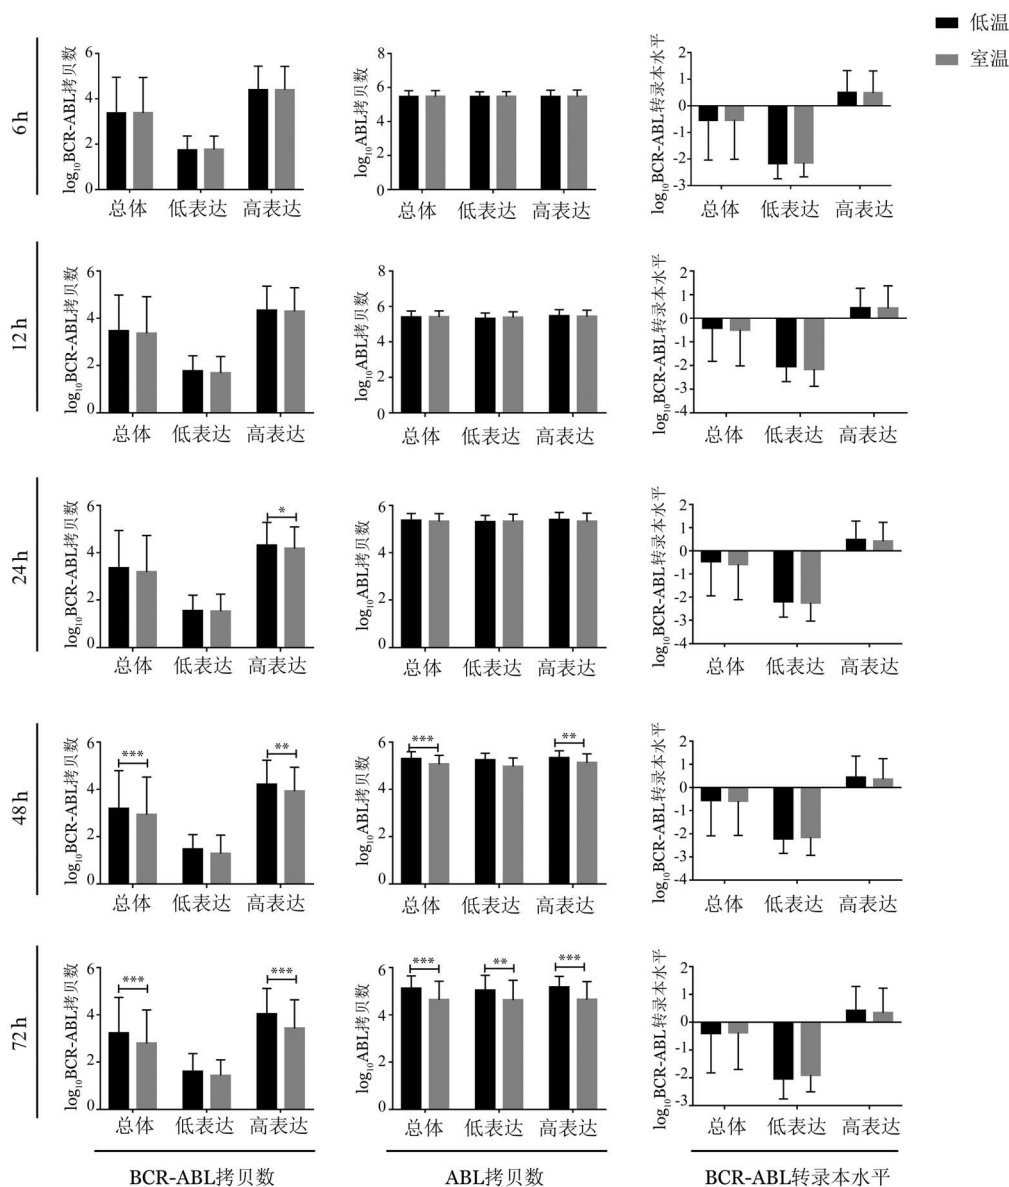 低温
室温
6h
log₁₀BCR-ABL拷贝数
6
4
2
0
总体 低表达 高表达
log₁₀ABL拷贝数
8
6
4
2
0
总体 低表达 高表达
log₁₀BCR-ABL转录本水平
2
1
0
-1
-2
-3
总体 低表达 高表达
12h
log₁₀BCR-ABL拷贝数
6
4
2
0
总体 低表达 高表达
log₁₀ABL拷贝数
8
6
4
2
0
总体 低表达 高表达
log₁₀BCR-ABL转录本水平
2
1
0
-1
-2
-3
-4
总体 低表达 高表达
24h
log₁₀BCR-ABL拷贝数
6
4
2
0
*
总体 低表达 高表达
log₁₀ABL拷贝数
6
4
2
0
总体 低表达 高表达
log₁₀BCR-ABL转录本水平
2
1
0
-1
-2
-3
-4
总体 低表达 高表达
48h
log₁₀BCR-ABL拷贝数
6
4
2
0
*** **
总体 低表达 高表达
log₁₀ABL拷贝数
6
4
2
0
*** **
总体 低表达 高表达
log₁₀BCR-ABL转录本水平
2
1
0
-1
-2
-3
-4
总体 低表达 高表达
72h
log₁₀BCR-ABL拷贝数
6
4
2
0
*** ***
总体 低表达 高表达
log₁₀ABL拷贝数
6
4
2
0
*** ** ***
总体 低表达 高表达
log₁₀BCR-ABL转录本水平
2
1
0
-1
-2
-3
总体 低表达 高表达
BCR-ABL拷贝数 ABL拷贝数 BCR-ABL转录本水平